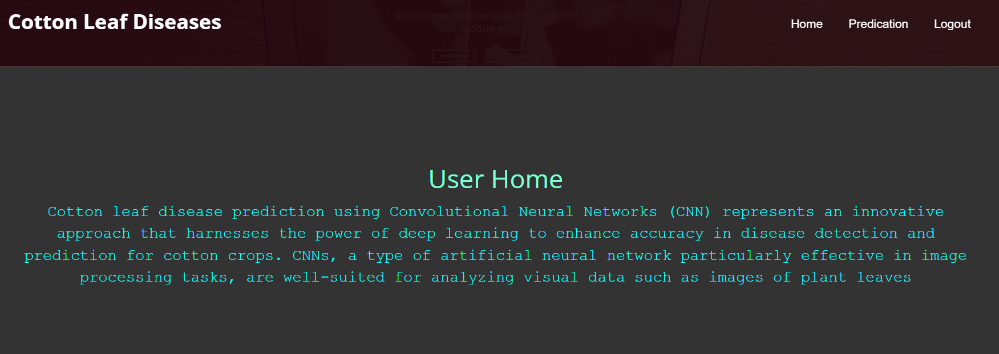 Cotton Leaf Diseases
Digital marketplace of the best real
life mobile photo
Home Predication Logout
User Home
Cotton leaf disease prediction using Convolutional Neural Networks (CNN) represents an innovative
approach that harnesses the power of deep learning to enhance accuracy in disease detection and
prediction for cotton crops. CNNs, a type of artificial neural network particularly effective in image
processing tasks, are well-suited for analyzing visual data such as images of plant leaves